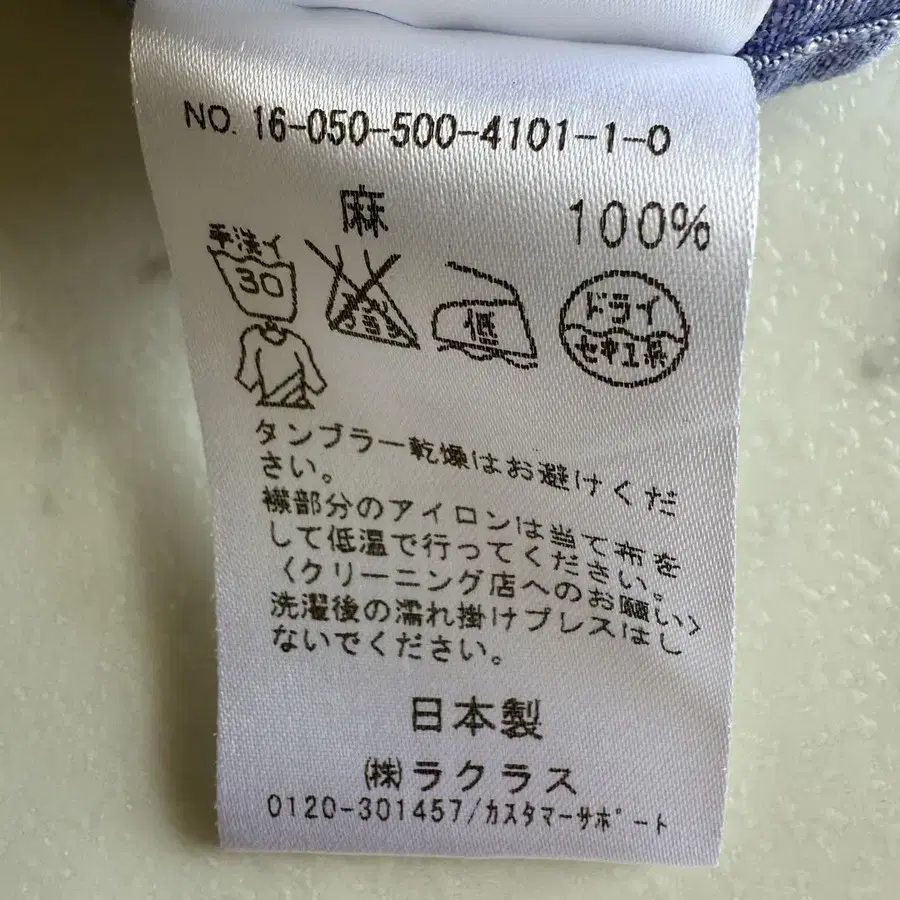 NO. 16-050-500-4101-1-0
麻 100%
手洗イ
30
低
ドライ
セキユ系
タンブラー乾燥はお避けくだ
さい。
襟部分のアイロンは当て布を
して低温で行ってください。
〈クリーニング店へのお願い〉
洗濯後の濡れ掛けプレスはし
ないでください。
日本製
㈱ラクラス
0120-301457/カスタマーサポート